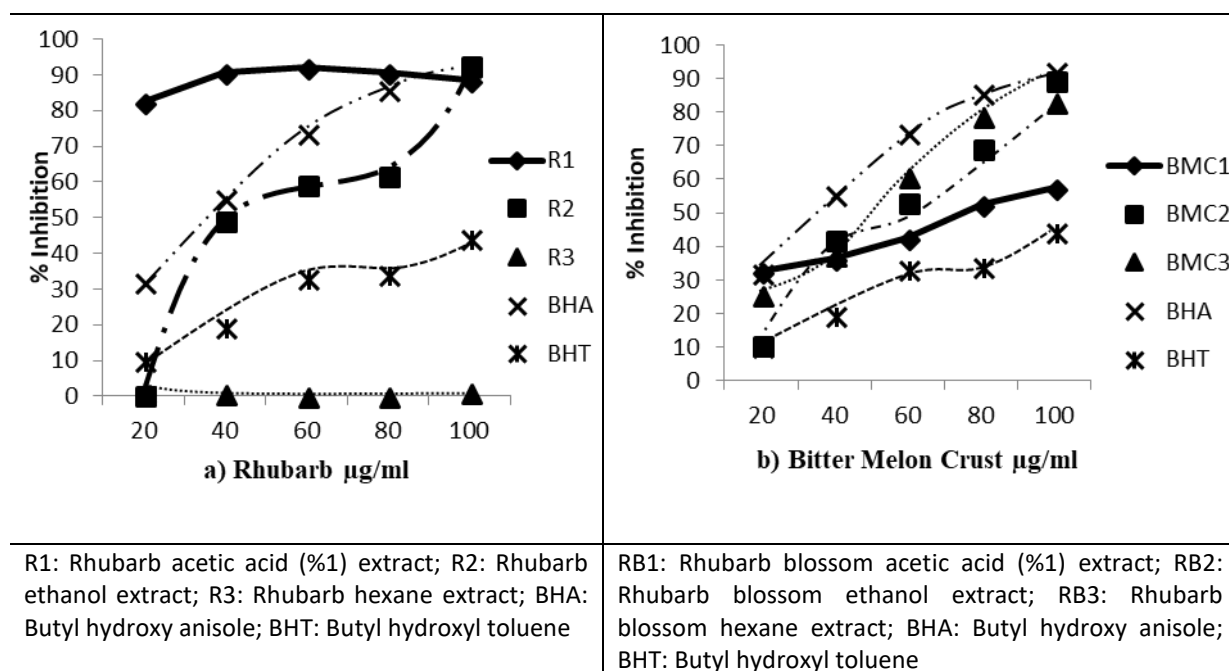 100
90
80
70
60
50
40
30
20
10
0
% Inhibition
20 40 60 80 100
a) Rhubarb µg/ml
R1
R2
R3
BHA
BHT
100
90
80
70
60
50
40
30
20
10
0
% Inhibition
20 40 60 80 100
b) Bitter Melon Crust µg/ml
BMC1
BMC2
BMC3
BHA
BHT
R1: Rhubarb acetic acid (%1) extract; R2: Rhubarb
ethanol extract; R3: Rhubarb hexane extract; BHA:
Butyl hydroxy anisole; BHT: Butyl hydroxyl toluene
RB1: Rhubarb blossom acetic acid (%1) extract; RB2:
Rhubarb blossom ethanol extract; RB3: Rhubarb
blossom hexane extract; BHA: Butyl hydroxy anisole;
BHT: Butyl hydroxyl toluene